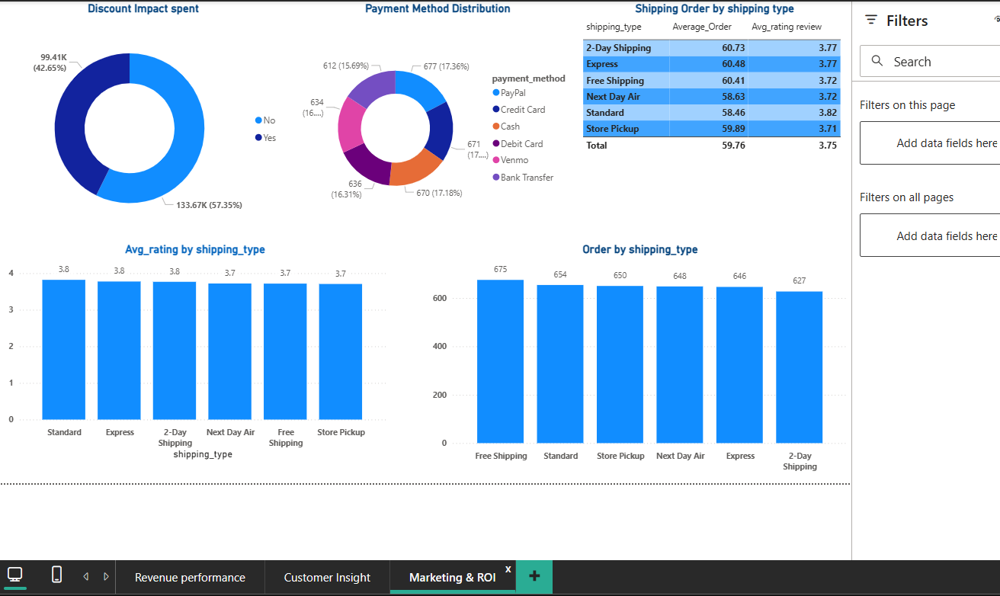 Discount Impact spent
99.41K
(42.65%)
133.67K (57.35%)
No
Yes
Payment Method Distribution
612 (15.69%)
677 (17.36%)
634
(16....)
671
(17....)
636
(16.31%)
670 (17.18%)
payment_method
PayPal
Credit Card
Cash
Debit Card
Venmo
Bank Transfer
Shipping Order by shipping type
shipping_type Average_Order Avg_rating review
2-Day Shipping 60.73 3.77
Express 60.48 3.77
Free Shipping 60.41 3.72
Next Day Air 58.63 3.72
Standard 58.46 3.82
Store Pickup 59.89 3.71
Total 59.76 3.75
Avg_rating by shipping_type
4
3
2
1
0
3.8 3.8 3.8 3.7 3.7 3.7
Standard Express 2-Day Next Day Air Free Store Pickup
Shipping Shipping
shipping_type
Order by shipping_type
600
400
200
0
675 654 650 648 646 627
Free Shipping Standard Store Pickup Next Day Air Express 2-Day
Shipping
Filters
Search
Filters on this page
Add data fields here
Filters on all pages
Add data fields here
Revenue performance Customer Insight Marketing & ROI x +